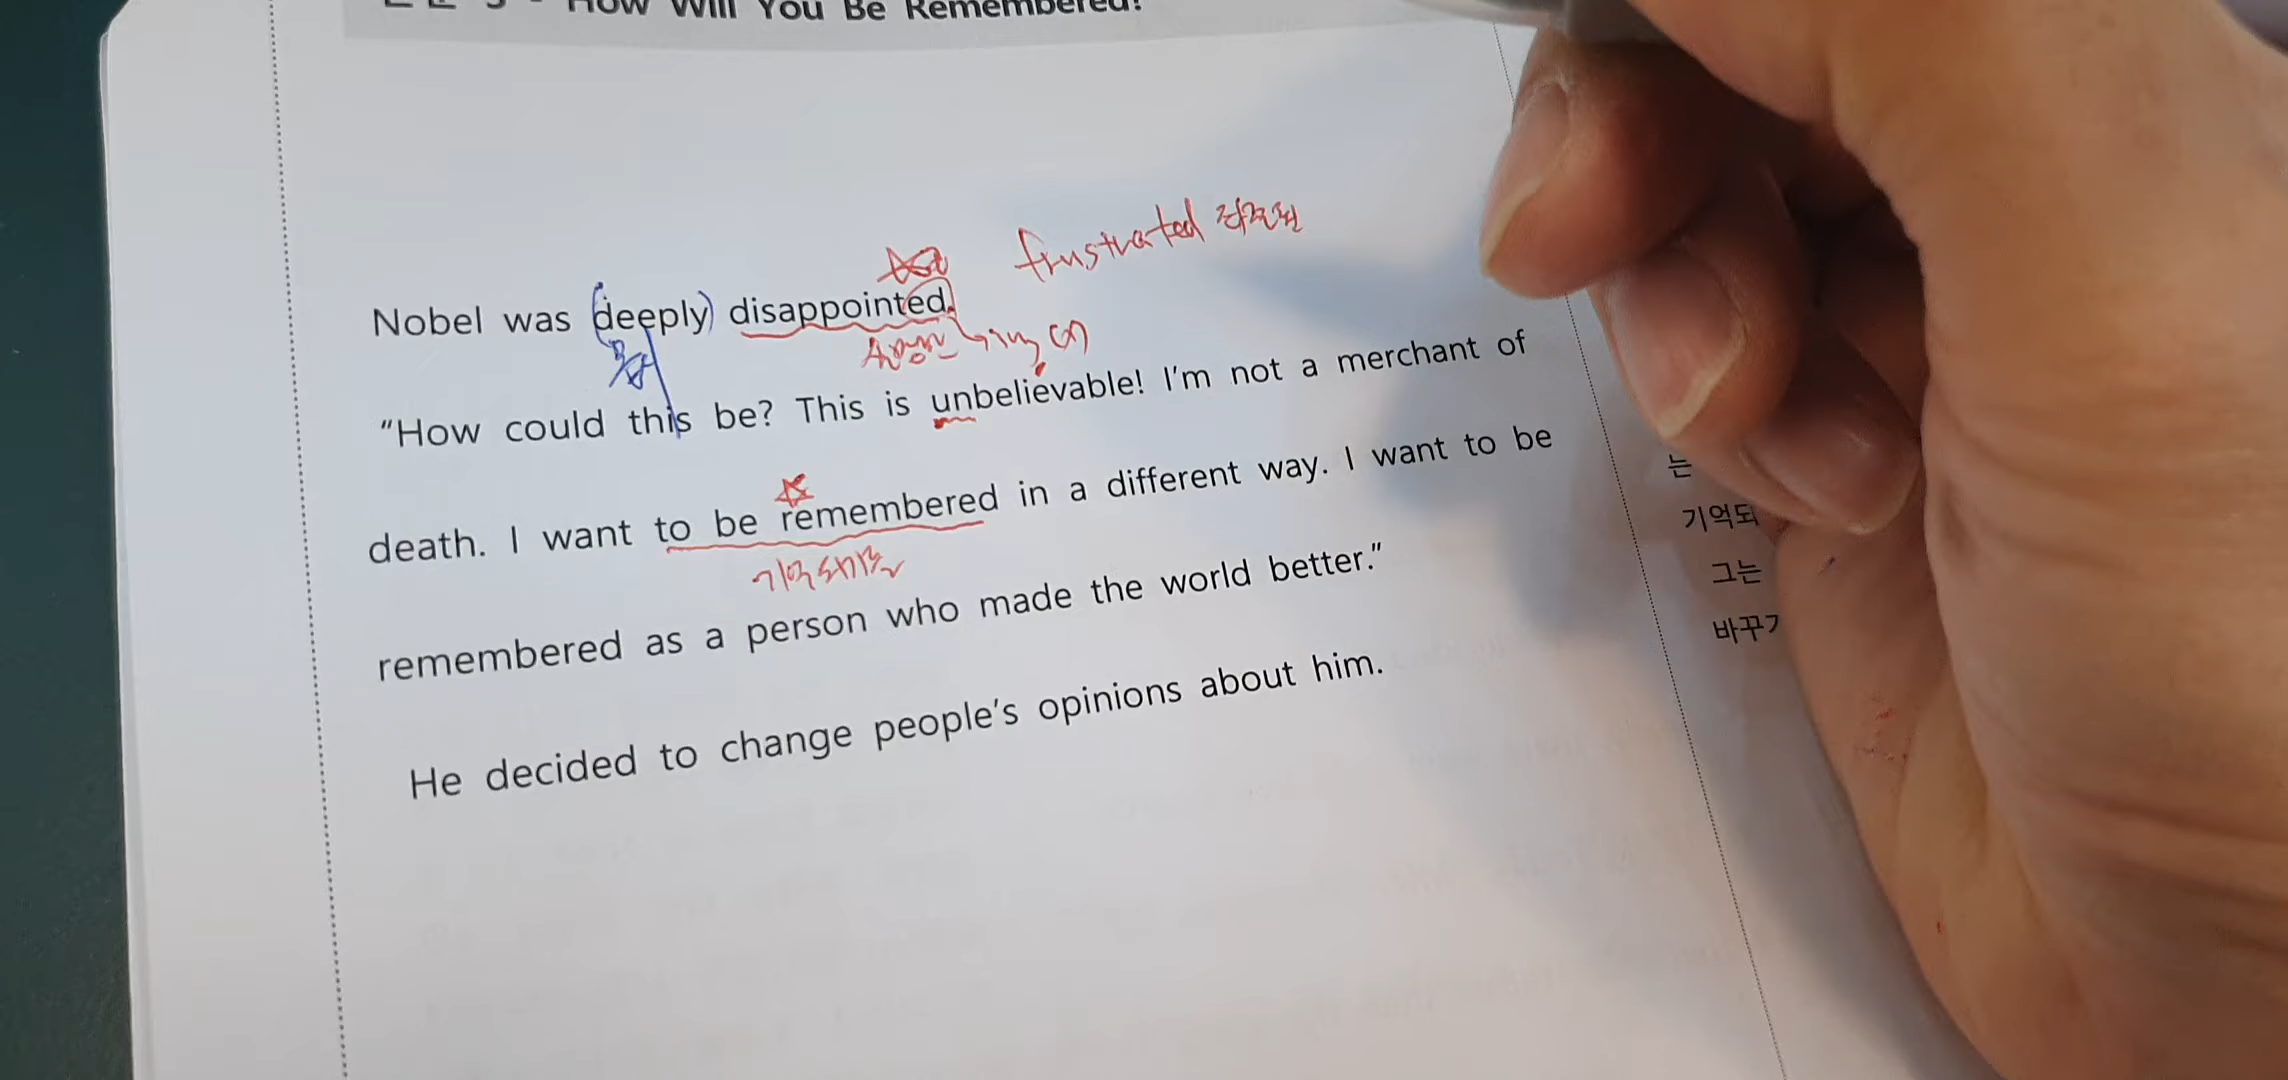 How Will You Be Remembered?
frustrated 좌절된
Nobel was (deeply) disappointed.
수동 ing (X)
"How could this be? This is unbelievable! I'm not a merchant of
death. I want to be remembered in a different way. I want to be
기억되기를
remembered as a person who made the world better."
He decided to change people's opinions about him.
는
기억되
그는
바꾸기